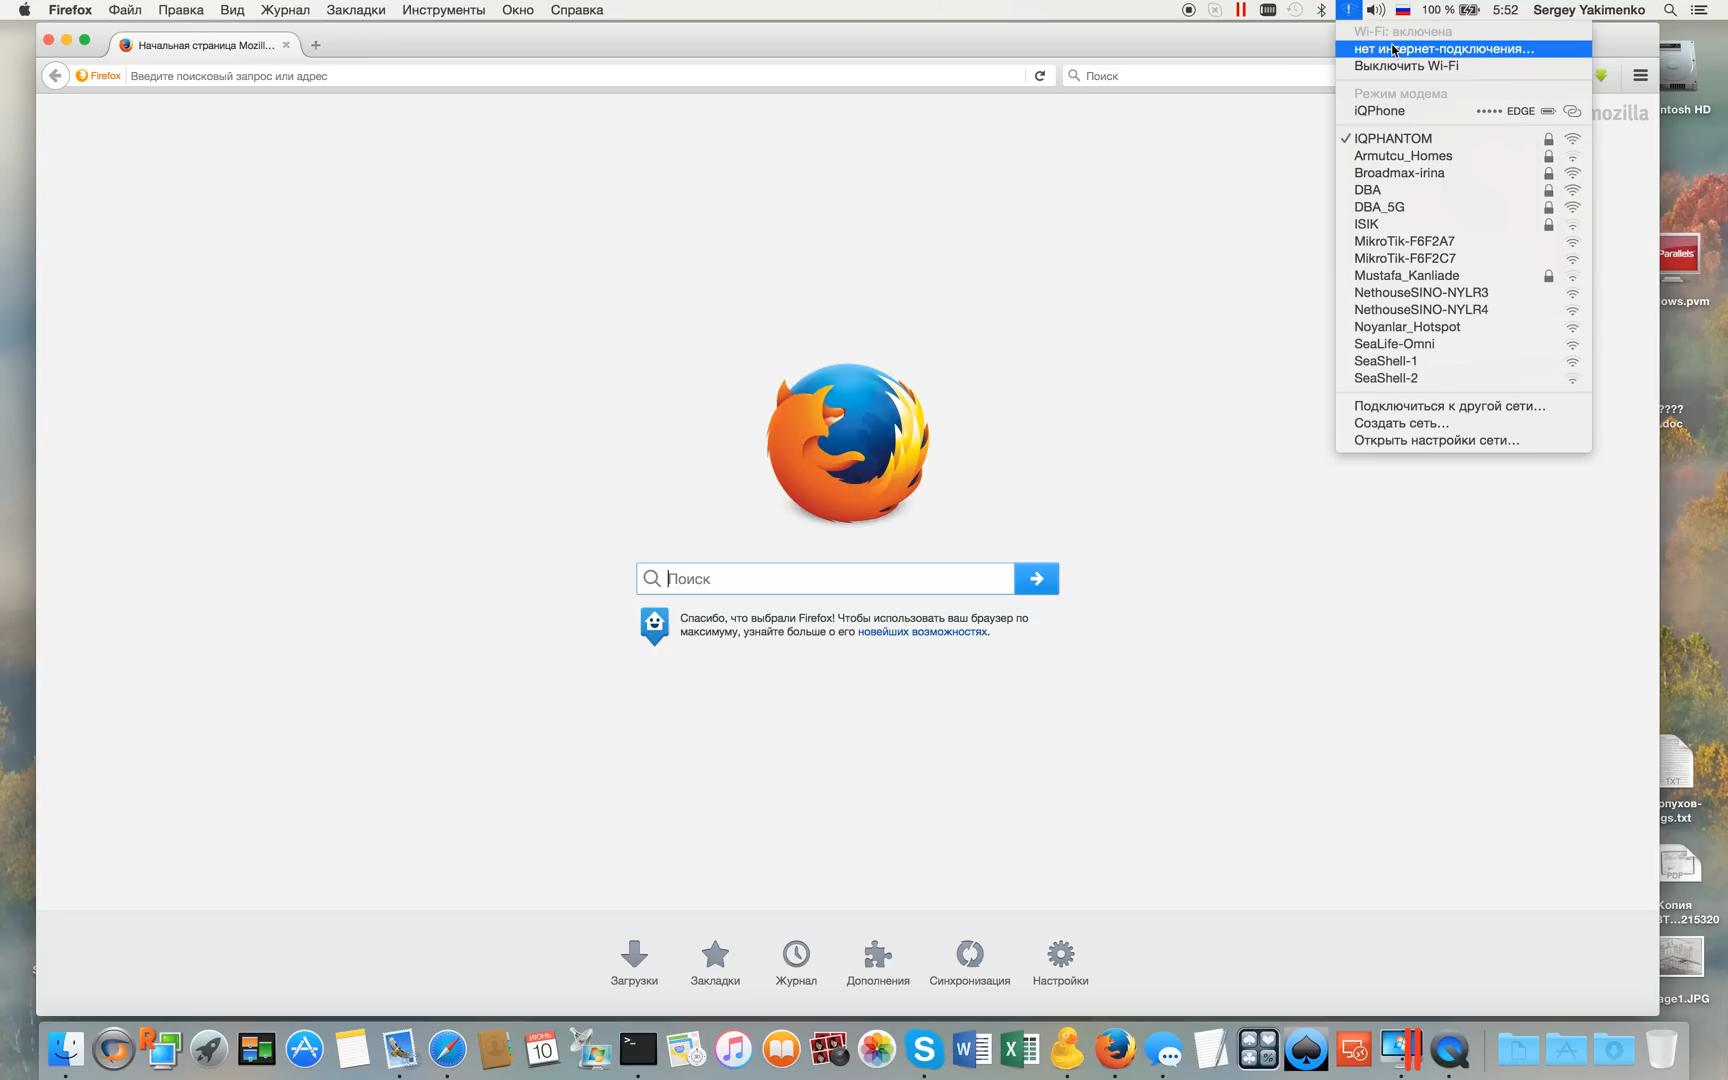 Firefox Файл Правка Вид Журнал Закладки Инструменты Окно Справка
100 % 5:52 Sergey Yakimenko
Начальная страница Mozill...
Firefox Введите поисковый запрос или адрес
Поиск
mozilla
Wi-Fi: включена
нет интернет-подключения...
Выключить Wi-Fi
Режим модема
iQPhone EDGE
IQPHANTOM
Armutcu_Homes
Broadmax-irina
DBA
DBA_5G
ISIK
MikroTik-F6F2A7
MikroTik-F6F2C7
Mustafa_Kanliade
NethouseSINO-NYLR3
NethouseSINO-NYLR4
Noyanlar_Hotspot
SeaLife-Omni
SeaShell-1
SeaShell-2
Подключиться к другой сети...
Создать сеть...
Открыть настройки сети...
Поиск
Спасибо, что выбрали Firefox! Чтобы использовать ваш браузер по
максимуму, узнайте больше о его новейших возможностях.
Загрузки Закладки Журнал Дополнения Синхронизация Настройки
ntosh HD
Parallels
ows.pvm
????
.doc
TXT
опухов-
gs.txt
PDF
Копия
ВТ...215320
age1.JPG
ИЮНЬ
10